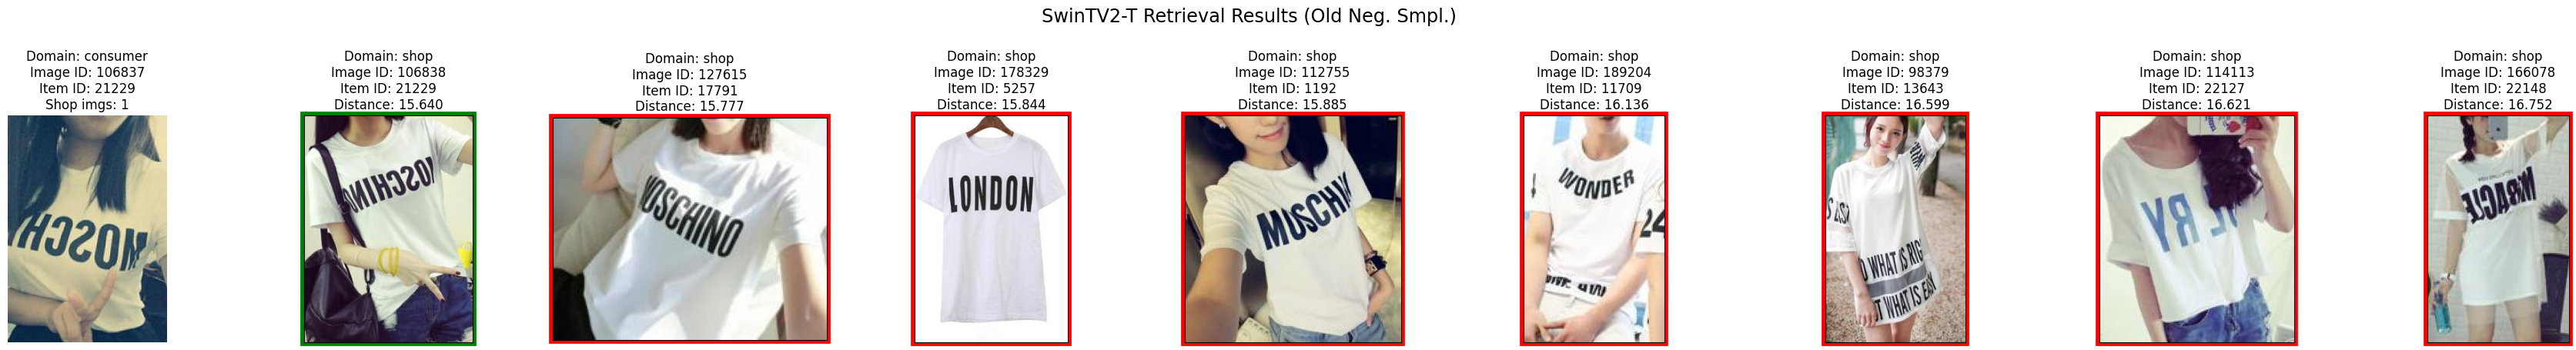 SwinTV2-T Retrieval Results (Old Neg. Smpl.)
Domain: consumer
Image ID: 106837
Item ID: 21229
Shop imgs: 1
Domain: shop
Image ID: 106838
Item ID: 21229
Distance: 15.640
Domain: shop
Image ID: 127615
Item ID: 17791
Distance: 15.777
Domain: shop
Image ID: 178329
Item ID: 5257
Distance: 15.844
Domain: shop
Image ID: 112755
Item ID: 1192
Distance: 15.885
Domain: shop
Image ID: 189204
Item ID: 11709
Distance: 16.136
Domain: shop
Image ID: 98379
Item ID: 13643
Distance: 16.599
Domain: shop
Image ID: 114113
Item ID: 22127
Distance: 16.621
Domain: shop
Image ID: 166078
Item ID: 22148
Distance: 16.752
MOSCH
MOSCHINO
MOSCHINO
LONDON
MOSCHIN
WONDER
24
WHAT IS RIG
T WHAT IS EASY
RY
MIRACLE